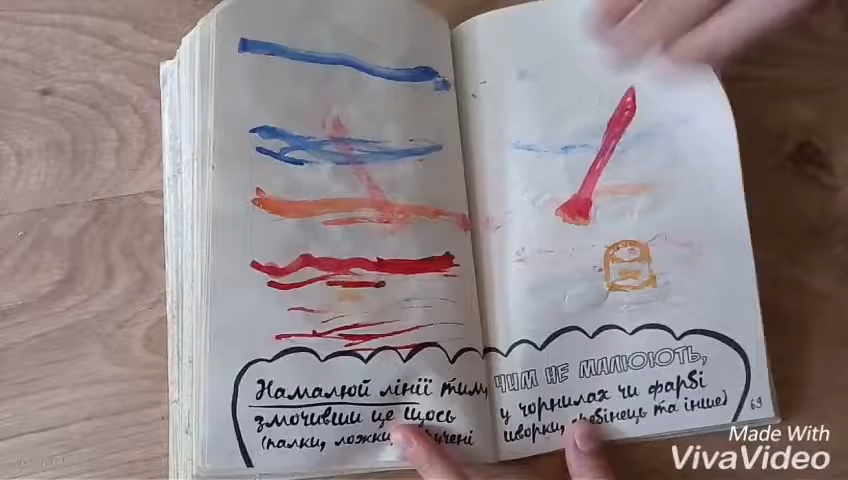 Намалюй лінії тим,
змочивши це щось
(палки, ложки,
ЧИМ НЕ МАЛЮЮТЬ,
у чорнилах чи фарбі
гребінець та інше)
69
Made With
VivaVideo